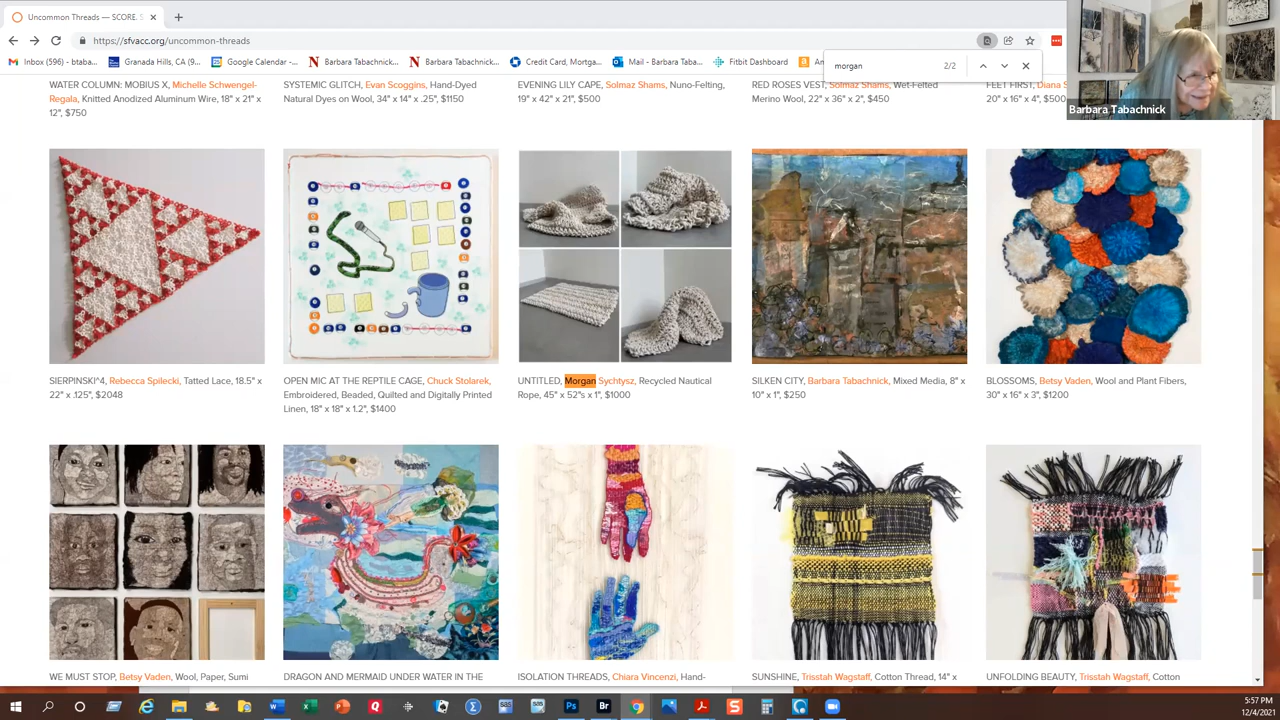 Uncommon Threads — SCORE. S
https://sfvacc.org/uncommon-threads
Inbox (596) - btaba...
Granada Hills, CA 9...
Google Calendar -...
Barbara Tabachnick...
Barbara Tabachnick...
Credit Card, Mortga...
Mail - Barbara Taba...
Fitbit Dashboard
An
morgan 2/2
Barbara Tabachnick
WATER COLUMN: MOBIUS X, Michelle Schwengel-
Regala, Knitted Anodized Aluminum Wire, 18" x 21" x
12", $750
SYSTEMIC GLITCH, Evan Scoggins, Hand-Dyed
Natural Dyes on Wool, 34" x 14" x .25", $1150
EVENING LILY CAPE, Solmaz Shams, Nuno-Felting,
19" x 42" x 21", $500
RED ROSES VEST, Solmaz Shams, Wet-Felted
Merino Wool, 22" x 36" x 2", $450
FEET FIRST, Diana S
20" x 16" x 4", $500
SIERPINSKI^4, Rebecca Spilecki, Tatted Lace, 18.5" x
22" x .125", $2048
OPEN MIC AT THE REPTILE CAGE, Chuck Stolarek,
Embroidered, Beaded, Quilted and Digitally Printed
Linen, 18" x 18" x 1.2", $1400
UNTITLED, Morgan Sychtysz, Recycled Nautical
Rope, 45" x 52"s x 1", $1000
SILKEN CITY, Barbara Tabachnick, Mixed Media, 8" x
10" x 1", $250
BLOSSOMS, Betsy Vaden, Wool and Plant Fibers,
30" x 16" x 3", $1200
WE MUST STOP, Betsy Vaden, Wool, Paper, Sumi
DRAGON AND MERMAID UNDER WATER IN THE
ISOLATION THREADS, Chiara Vincenzi, Hand-
SUNSHINE, Trisstah Wagstaff, Cotton Thread, 14" x
UNFOLDING BEAUTY, Trisstah Wagstaff, Cotton
5:57 PM
12/4/2021